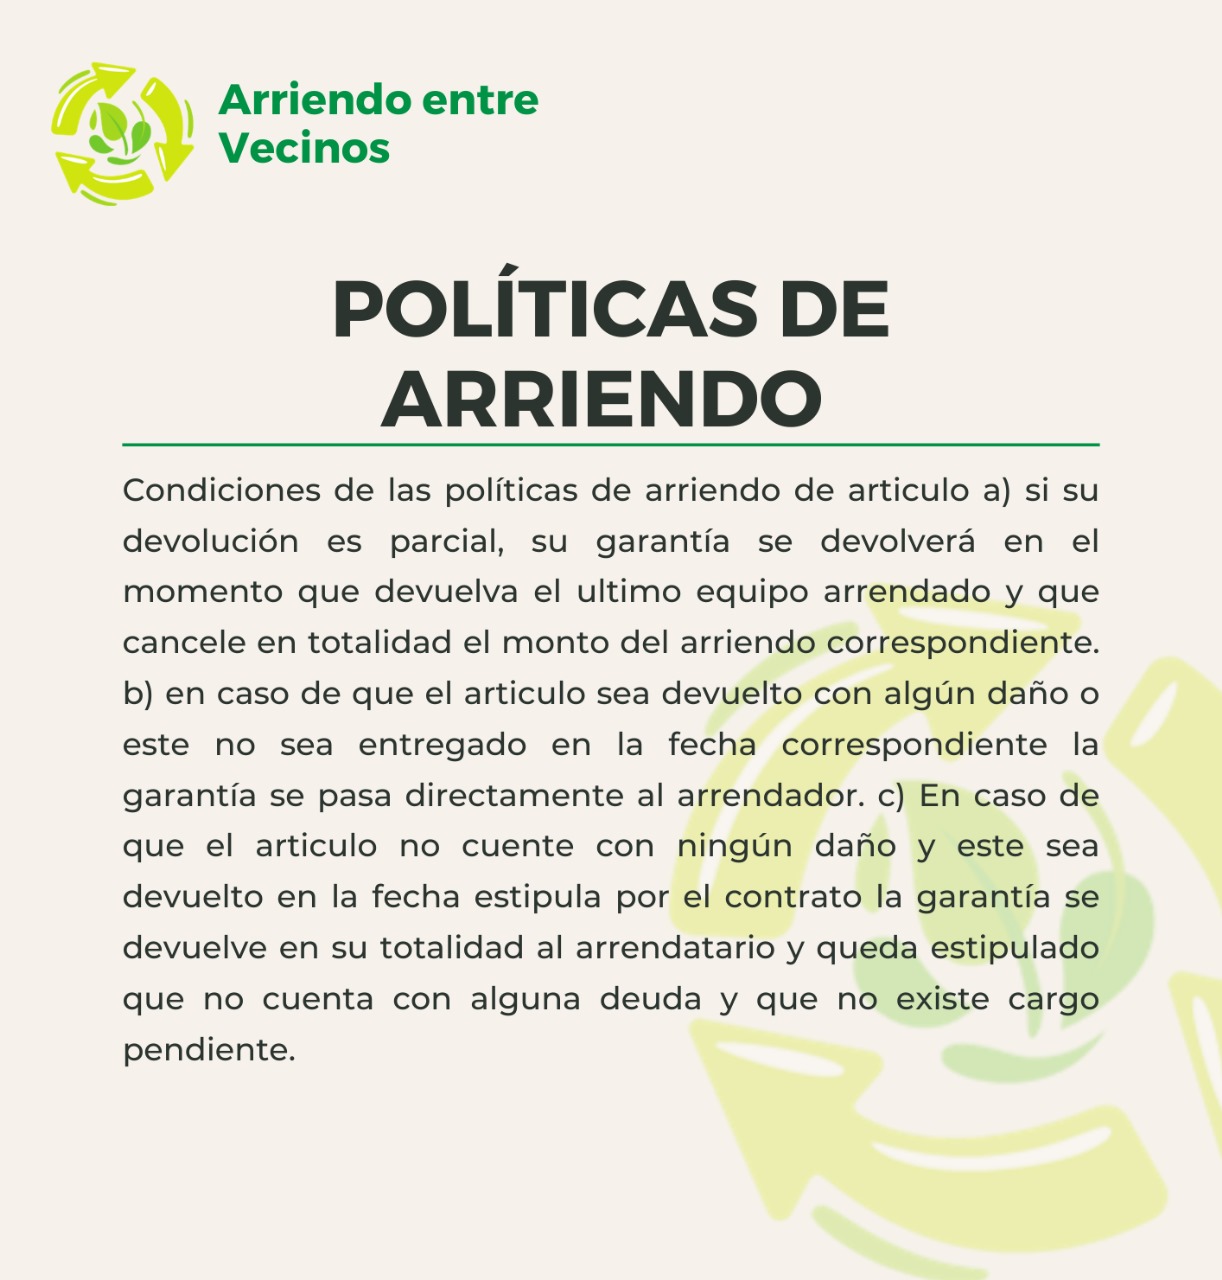 Arriendo entre
Vecinos
POLÍTICAS DE
ARRIENDO
Condiciones de las políticas de arriendo de articulo a) si su
devolución es parcial, su garantía se devolverá en el
momento que devuelva el ultimo equipo arrendado y que
cancele en totalidad el monto del arriendo correspondiente.
b) en caso de que el articulo sea devuelto con algún daño o
este no sea entregado en la fecha correspondiente la
garantía se pasa directamente al arrendador. c) En caso de
que el articulo no cuente con ningún daño y este sea
devuelto en la fecha estipula por el contrato la garantía se
devuelve en su totalidad al arrendatario y queda estipulado
que no cuenta con alguna deuda y que no existe cargo
pendiente.